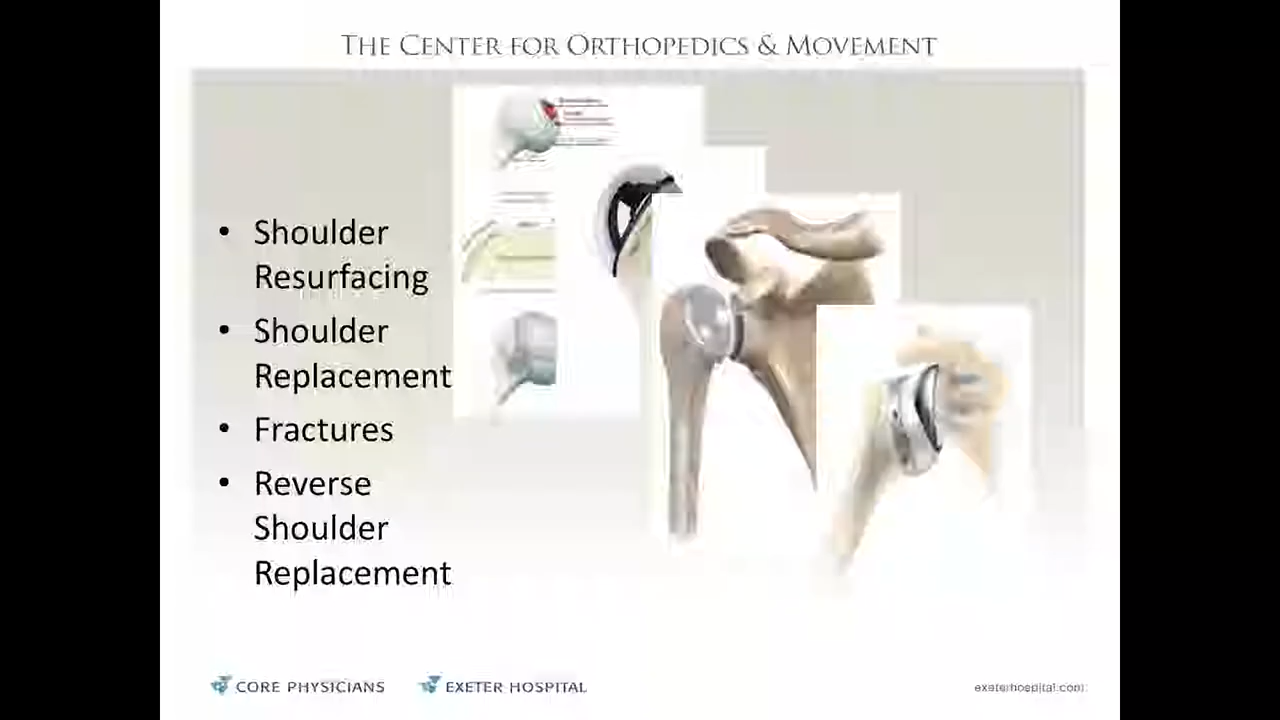 THE CENTER FOR ORTHOPEDICS & MOVEMENT
• Shoulder
Resurfacing
• Shoulder
Replacement
• Fractures
• Reverse
Shoulder
Replacement
CORE PHYSICIANS
EXETER HOSPITAL
exeterhospital.com